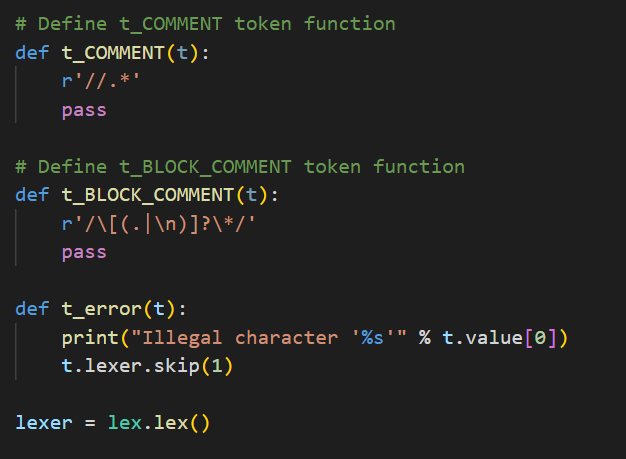 # Define t_COMMENT token function
def t_COMMENT(t):
    r'//.*'
    pass

# Define t_BLOCK_COMMENT token function
def t_BLOCK_COMMENT(t):
    r'/\[(.|\n)]?\*/'
    pass

def t_error(t):
    print("Illegal character '%s'" % t.value[0])
    t.lexer.skip(1)

lexer = lex.lex()